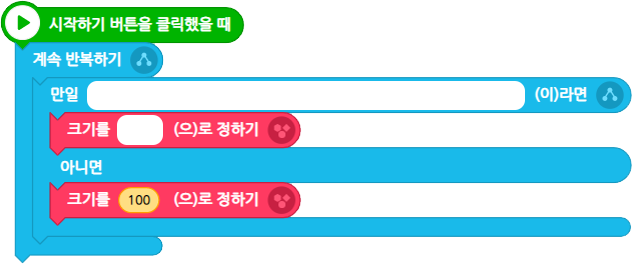 시작하기 버튼을 클릭했을 때
계속 반복하기
만일 (이)라면
크기를 (으)로 정하기
아니면
크기를 100 (으)로 정하기